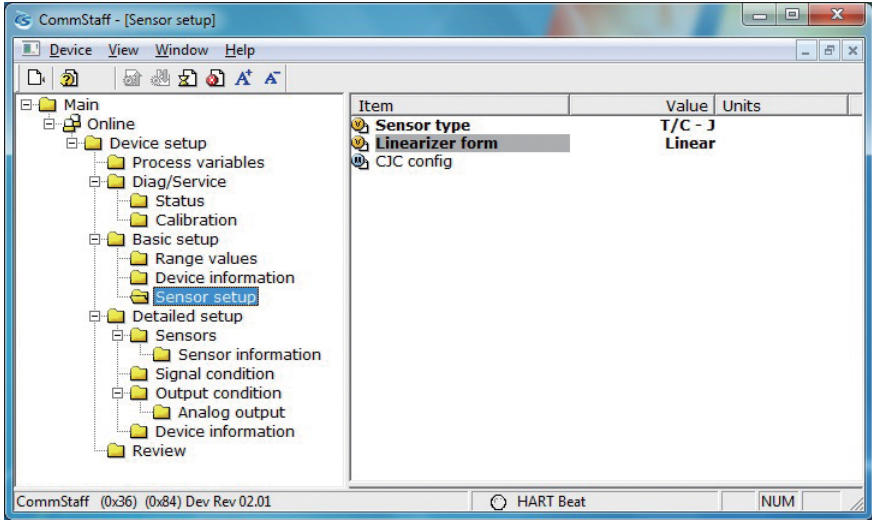 CommStaff - [Sensor setup]
Device View Window Help
A+ A-
Main
Online
Device setup
Process variables
Diag/Service
Status
Calibration
Basic setup
Range values
Device information
Sensor setup
Detailed setup
Sensors
Sensor information
Signal condition
Output condition
Analog output
Device information
Review
Item Value Units
Sensor type T/C - J
Linearizer form Linear
CJC config
CommStaff (0x36) (0x84) Dev Rev 02.01 HART Beat NUM